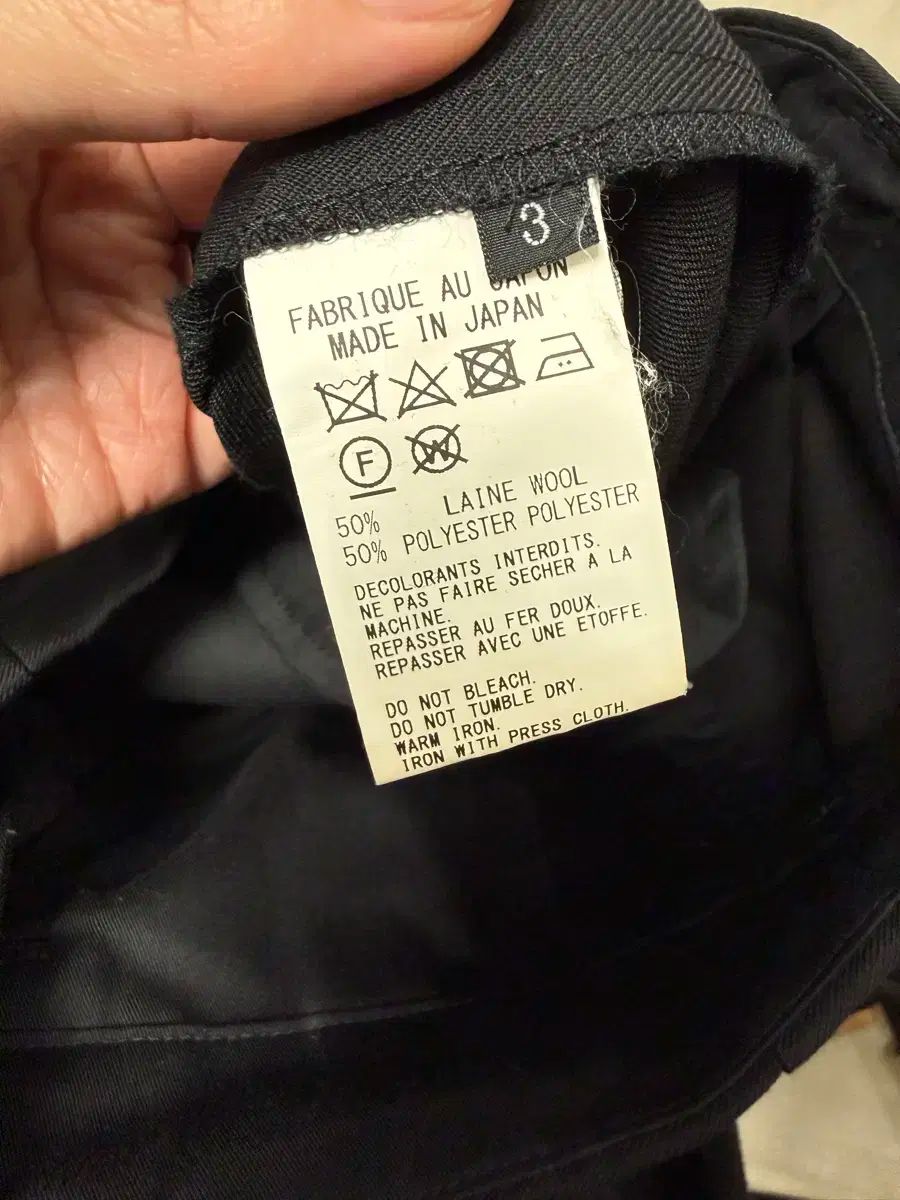 3
FABRIQUE AU JAPON
MADE IN JAPAN
F W
50% LAINE WOOL
50% POLYESTER POLYESTER
DECOLORANTS INTERDITS.
NE PAS FAIRE SECHER A LA
MACHINE.
REPASSER AU FER DOUX.
REPASSER AVEC UNE ETOFFE.
DO NOT BLEACH.
DO NOT TUMBLE DRY.
WARM IRON.
IRON WITH PRESS CLOTH.